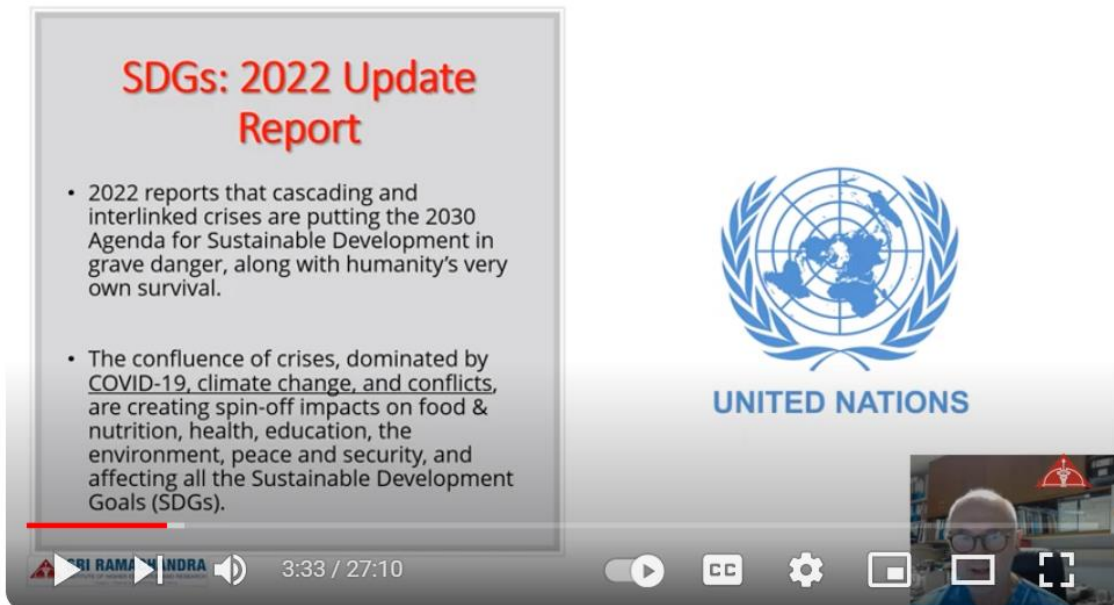 SDGs: 2022 Update
Report
• 2022 reports that cascading and
interlinked crises are putting the 2030
Agenda for Sustainable Development in
grave danger, along with humanity's very
own survival.
• The confluence of crises, dominated by
COVID-19, climate change, and conflicts,
are creating spin-off impacts on food &
nutrition, health, education, the
environment, peace and security, and
affecting all the Sustainable Development
Goals (SDGs).
UNITED NATIONS
SRI RAMACHANDRA
3:33 / 27:10
CC